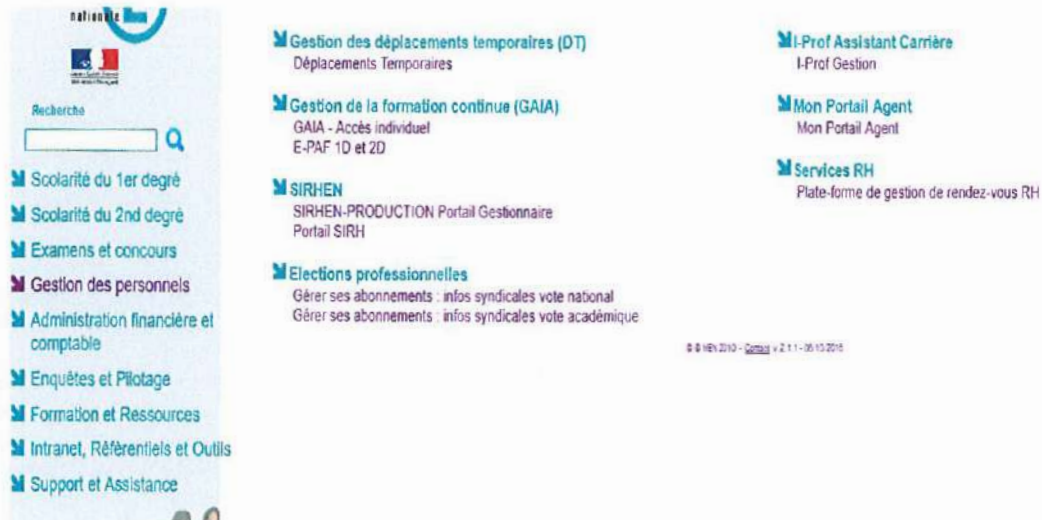 nationale
Recherche
Scolarité du 1er degré
Scolarité du 2nd degré
Examens et concours
Gestion des personnels
Administration financière et
comptable
Enquêtes et Pilotage
Formation et Ressources
Intranet, Référentiels et Outils
Support et Assistance
Gestion des déplacements temporaires (DT)
Déplacements Temporaires
Gestion de la formation continue (GAIA)
GAIA - Accès individuel
E-PAF 1D et 2D
SIRHEN
SIRHEN-PRODUCTION Portail Gestionnaire
Portail SIRH
Elections professionnelles
Gérer ses abonnements : infos syndicales vote national
Gérer ses abonnements : infos syndicales vote académique
I-Prof Assistant Carrière
I-Prof Gestion
Mon Portail Agent
Mon Portail Agent
Services RH
Plate-forme de gestion de rendez-vous RH
Contact v 2.1.1 -